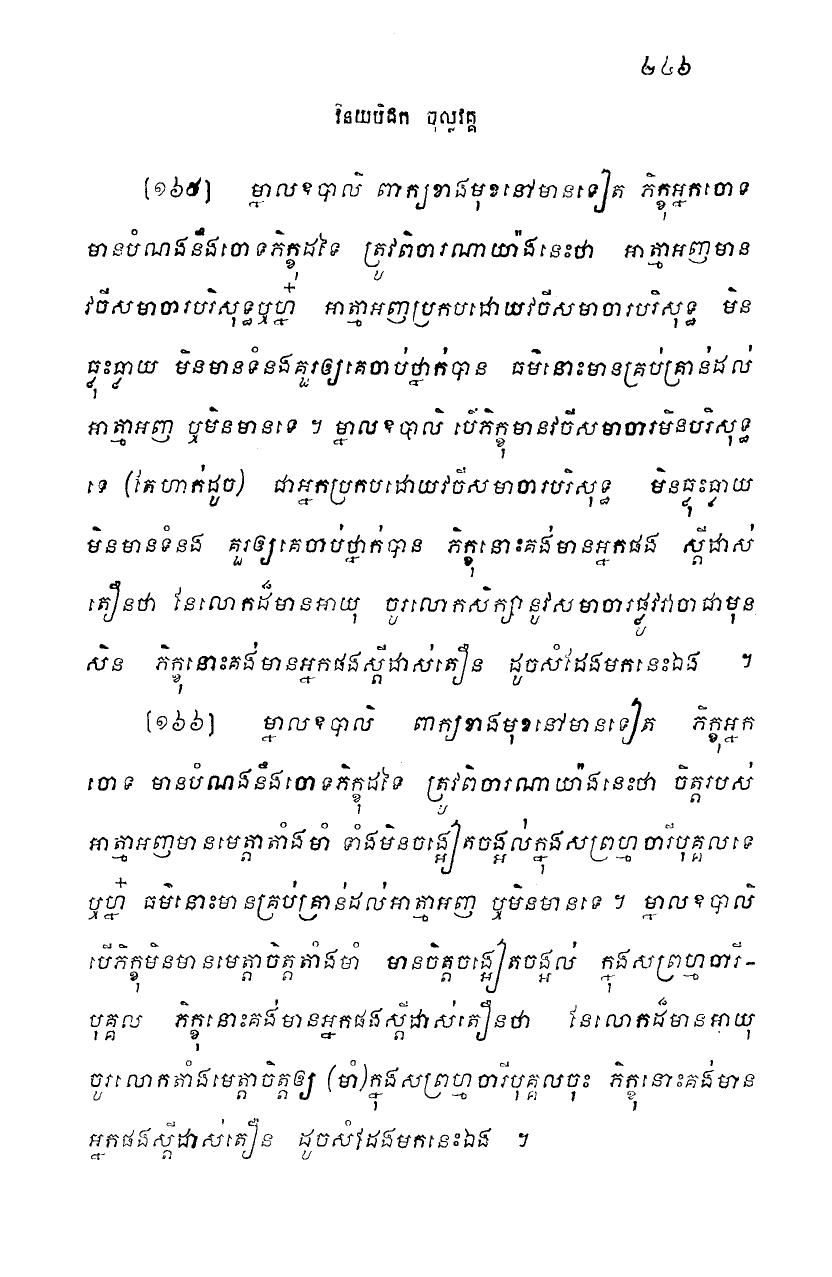 ២៤៦
វិនយបិដក ចុល្លវគ្គ
[១៦៥] ម្នាលឧបាលិ ពាក្យខាងមុខនៅមានទៀត ភិក្ខុអ្នកចោទ
មានបំណងនឹងចោទភិក្ខុដទៃ ត្រូវពិចារណាយ៉ាងនេះថា អាត្មាអញមាន
វចីសមាចារបរិសុទ្ធឬហ្ន៎ អាត្មាអញប្រកបដោយវចីសមាចារបរិសុទ្ធ មិន
ធ្លុះធ្លាយ មិនមានទំនងគួរឲ្យគេចាប់ថ្នាក់បាន ធម៌នោះមានគ្រប់គ្រាន់ដល់
អាត្មាអញ ឬមិនមានទេ ។ ម្នាលឧបាលិ បើភិក្ខុមានវចីសមាចារមិនបរិសុទ្ធ
ទេ (តែហាក់ដូច) ជាអ្នកប្រកបដោយវចីសមាចារបរិសុទ្ធ មិនធ្លុះធ្លាយ
មិនមានទំនង គួរឲ្យគេចាប់ថ្នាក់បាន ភិក្ខុនោះគង់មានអ្នកផង ស្តីដាស់
តឿនថា នែលោកដ៏មានអាយុ ចូរលោកសិក្សានូវសមាចារផ្លូវវាចាជាមុន
សិន ភិក្ខុនោះគង់មានអ្នកផងស្តីដាស់តឿន ដូចសំដែងមកនេះឯង ។
[១៦៦] ម្នាលឧបាលិ ពាក្យខាងមុខនៅមានទៀត ភិក្ខុអ្នក
ចោទ មានបំណងនឹងចោទភិក្ខុដទៃ ត្រូវពិចារណាយ៉ាងនេះថា ចិត្តរបស់
អាត្មាអញមានមេត្តាតាំងមាំ ទាំងមិនចង្អៀតចង្អល់ក្នុងសព្រហ្មចារីបុគ្គលទេ
ឬហ្ន៎ ធម៌នោះមានគ្រប់គ្រាន់ដល់អាត្មាអញ ឬមិនមានទេ ។ ម្នាលឧបាលិ
បើភិក្ខុមិនមានមេត្តាចិត្តតាំងមាំ មានចិត្តចង្អៀតចង្អល់ ក្នុងសព្រហ្មចារី-
បុគ្គល ភិក្ខុនោះគង់មានអ្នកផងស្តីដាស់តឿនថា នែលោកដ៏មានអាយុ
ចូរលោកតាំងមេត្តាចិត្តឲ្យ (មាំ)ក្នុងសព្រហ្មចារីបុគ្គលចុះ ភិក្ខុនោះគង់មាន
អ្នកផងស្តីដាស់តឿន ដូចសំដែងមកនេះឯង ។